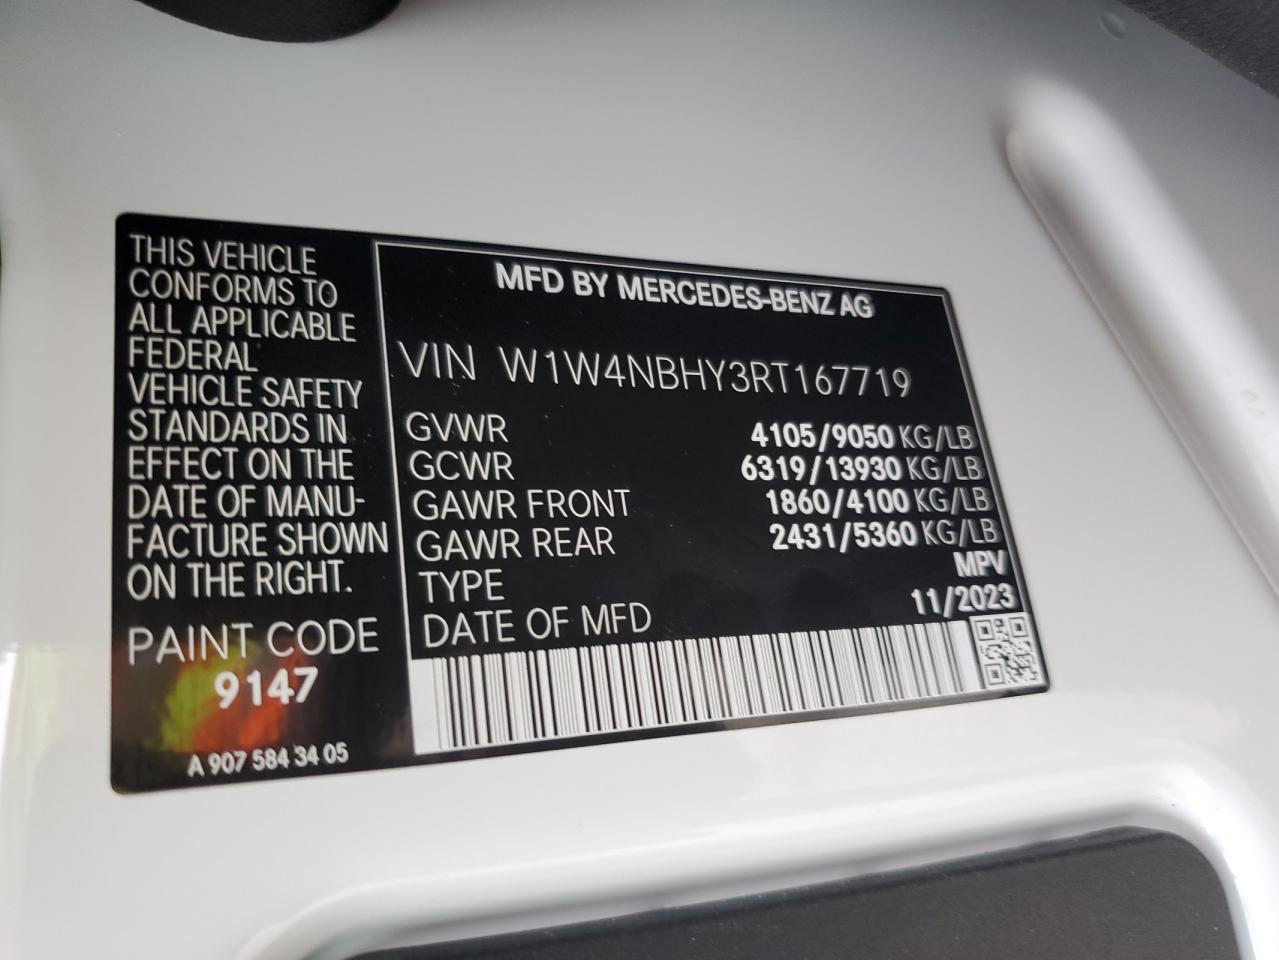 THIS VEHICLE
CONFORMS TO
ALL APPLICABLE
FEDERAL
VEHICLE SAFETY
STANDARDS IN
EFFECT ON THE
DATE OF MANU-
FACTURE SHOWN
ON THE RIGHT.
PAINT CODE
9147
A 907 584 34 05
MFD BY MERCEDES-BENZ AG
VIN W1W4NBHY3RT167719
GVWR 4105/9050 KG/LB
GCWR 6319/13930 KG/LB
GAWR FRONT 1860/4100 KG/LB
GAWR REAR 2431/5360 KG/LB
TYPE MPV
DATE OF MFD 11/2023